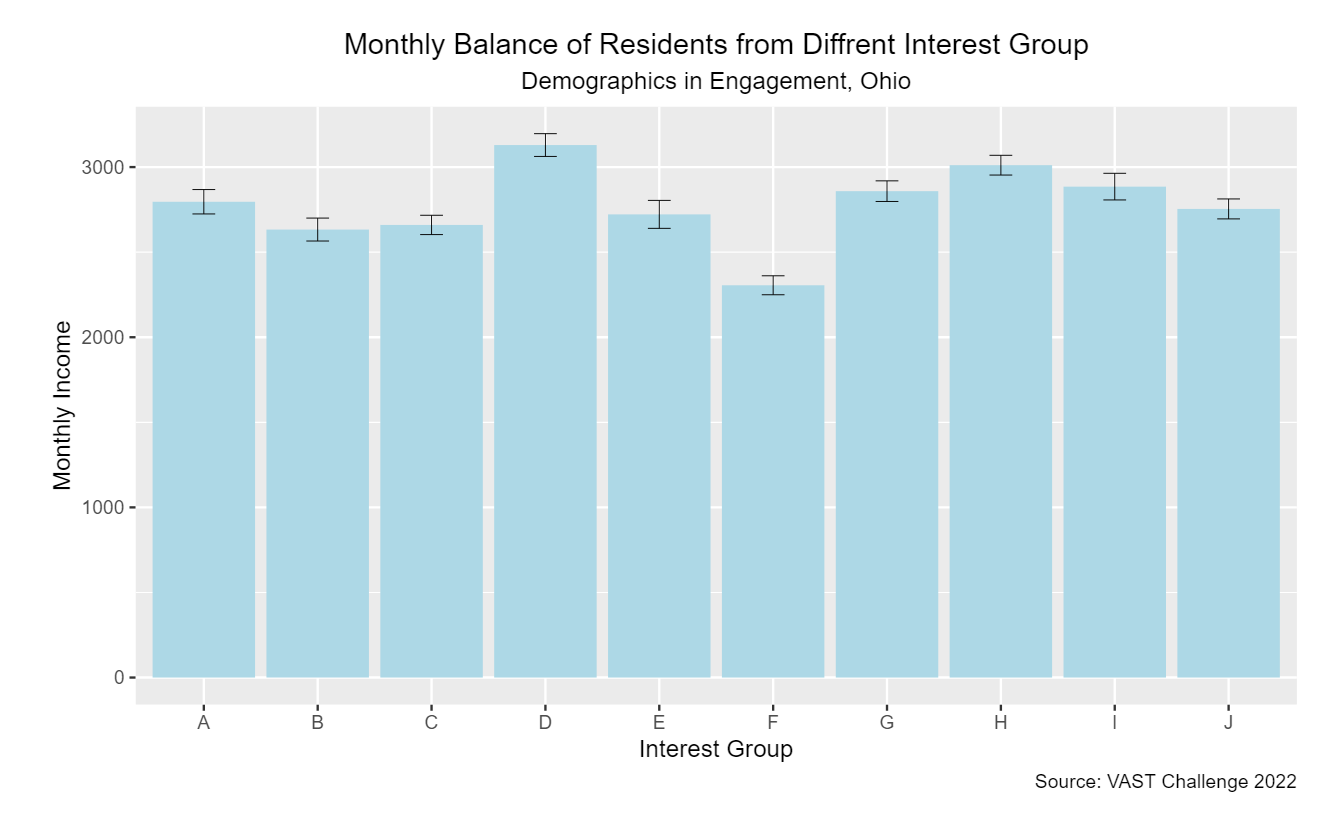 Monthly Balance of Residents from Diffrent Interest Group
Demographics in Engagement, Ohio
3000
2000
1000
0
Monthly Income
A B C D E F G H I J
Interest Group
Source: VAST Challenge 2022